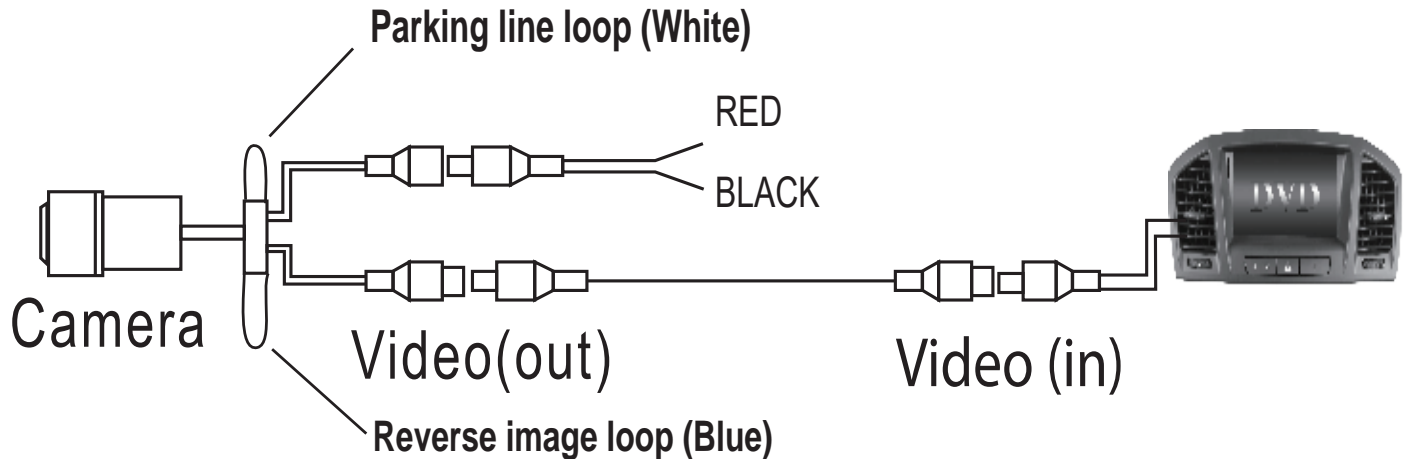 Parking line loop (White)
RED
BLACK
DVD
Camera
Video(out)
Video (in)
Reverse image loop (Blue)